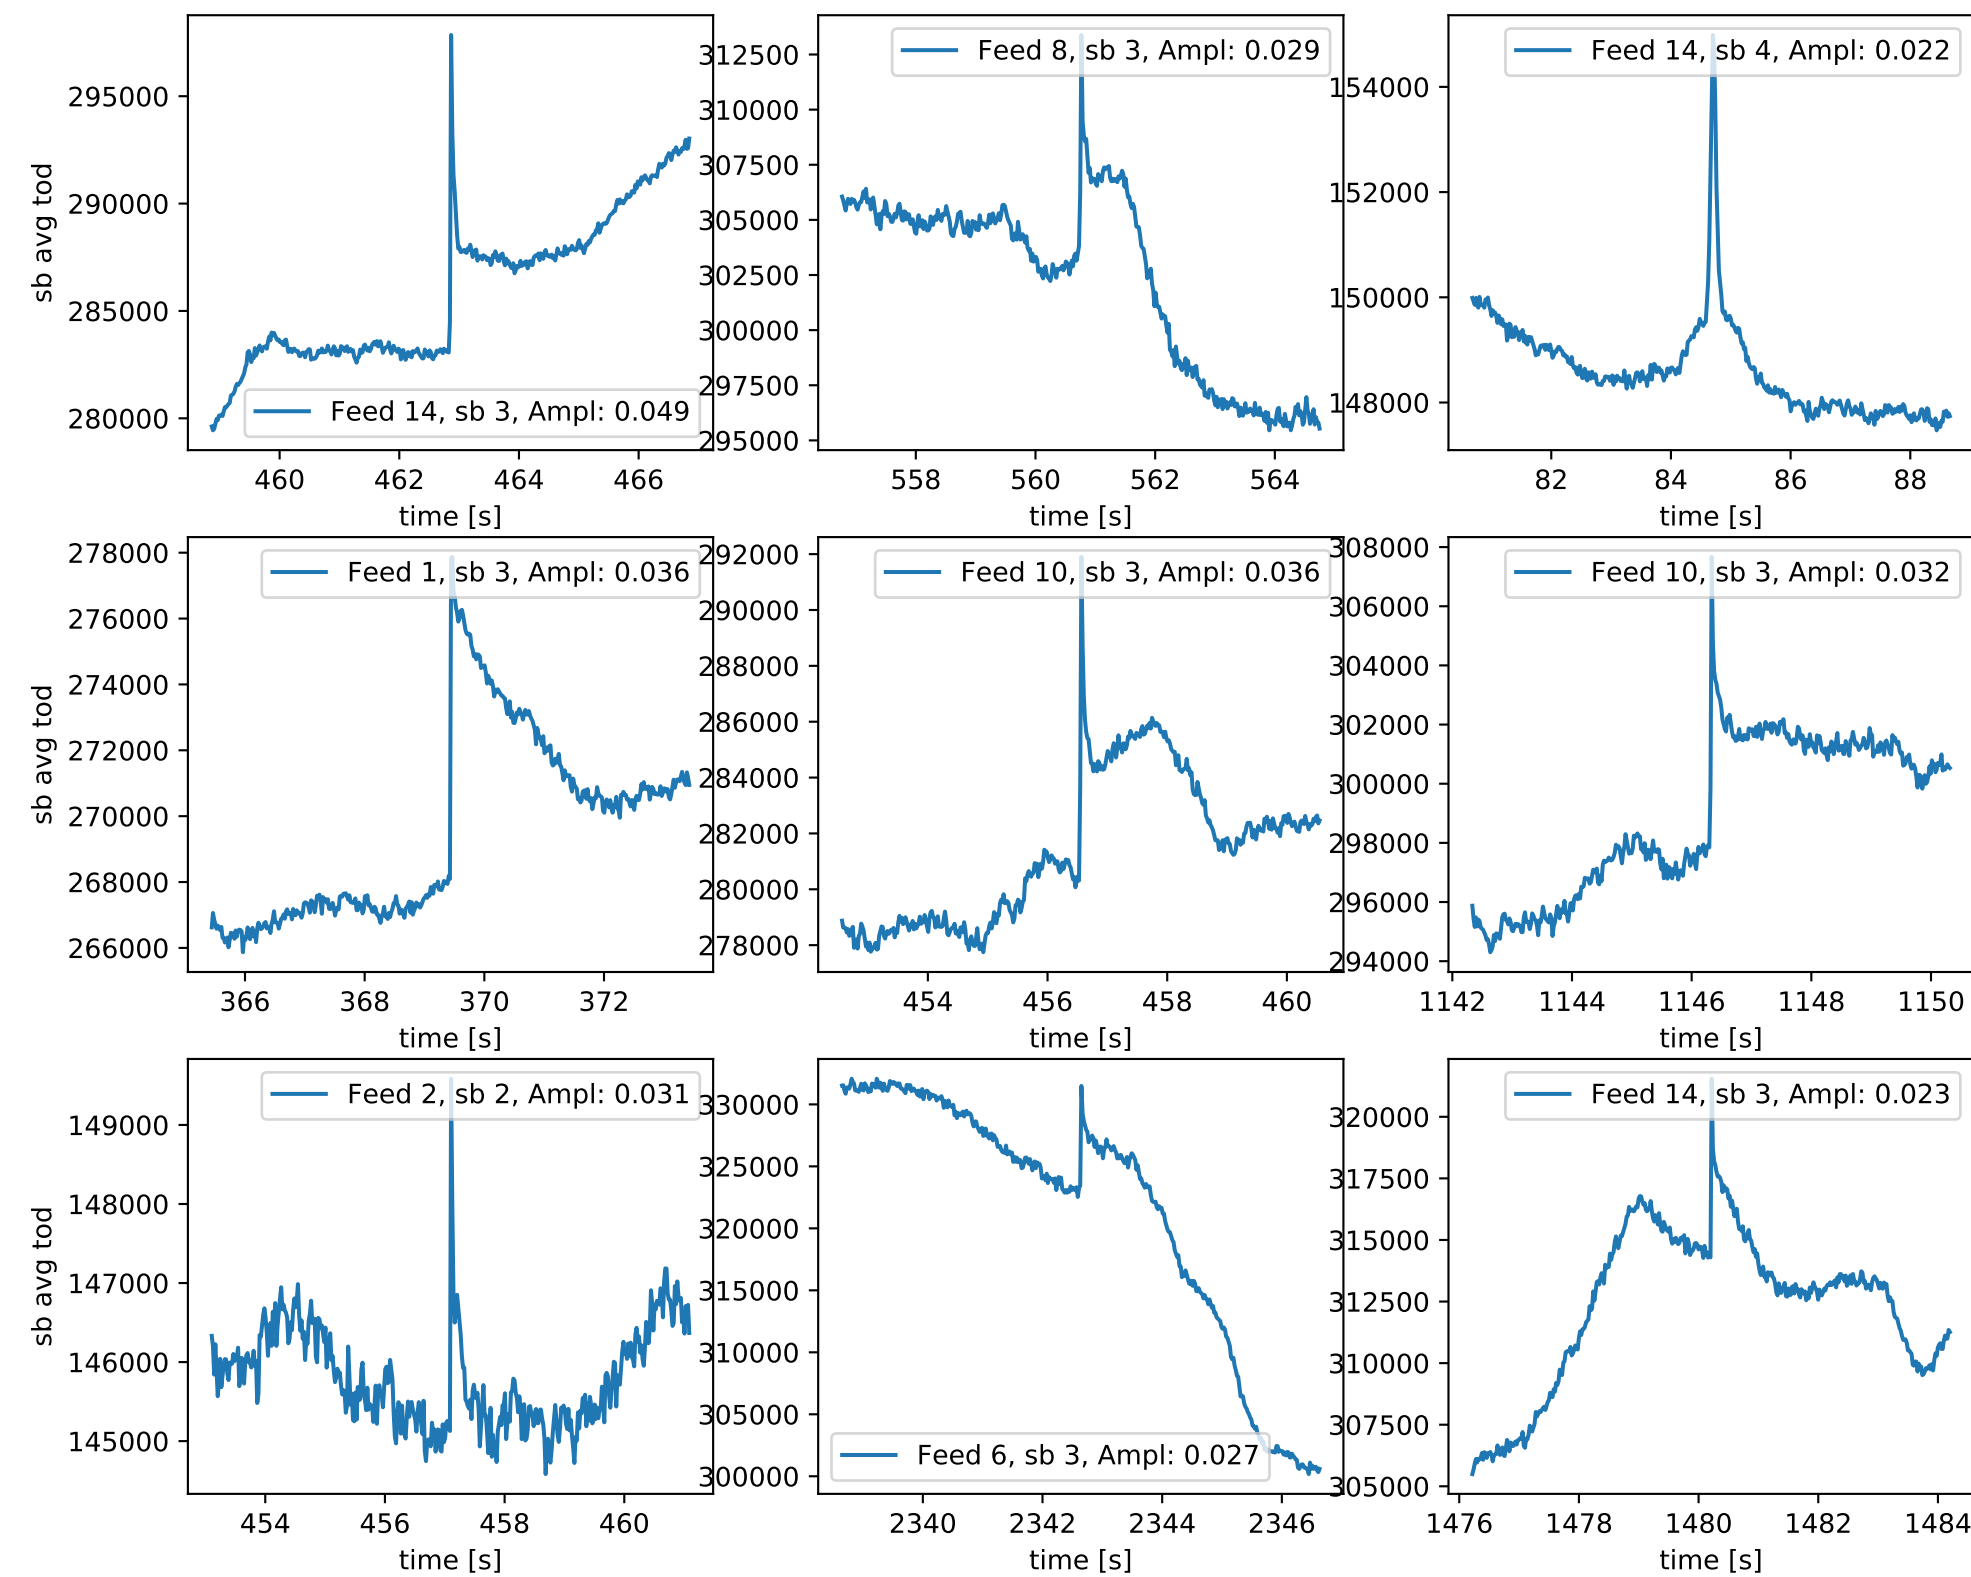 295000
290000
285000
280000
sb avg tod
Feed 14, sb 3, Ampl: 0.049
460 462 464 466
time [s]
312500
310000
307500
305000
302500
300000
297500
295000
Feed 8, sb 3, Ampl: 0.029
558 560 562 564
time [s]
154000
152000
150000
148000
Feed 14, sb 4, Ampl: 0.022
82 84 86 88
time [s]
278000
276000
274000
272000
270000
268000
266000
sb avg tod
Feed 1, sb 3, Ampl: 0.036
366 368 370 372
time [s]
292000
290000
288000
286000
284000
282000
280000
278000
Feed 10, sb 3, Ampl: 0.036
454 456 458 460
time [s]
308000
306000
304000
302000
300000
298000
296000
294000
Feed 10, sb 3, Ampl: 0.032
1142 1144 1146 1148 1150
time [s]
149000
148000
147000
146000
145000
sb avg tod
Feed 2, sb 2, Ampl: 0.031
454 456 458 460
time [s]
330000
325000
320000
315000
310000
305000
300000
Feed 6, sb 3, Ampl: 0.027
2340 2342 2344 2346
time [s]
320000
317500
315000
312500
310000
307500
305000
Feed 14, sb 3, Ampl: 0.023
1476 1478 1480 1482 1484
time [s]